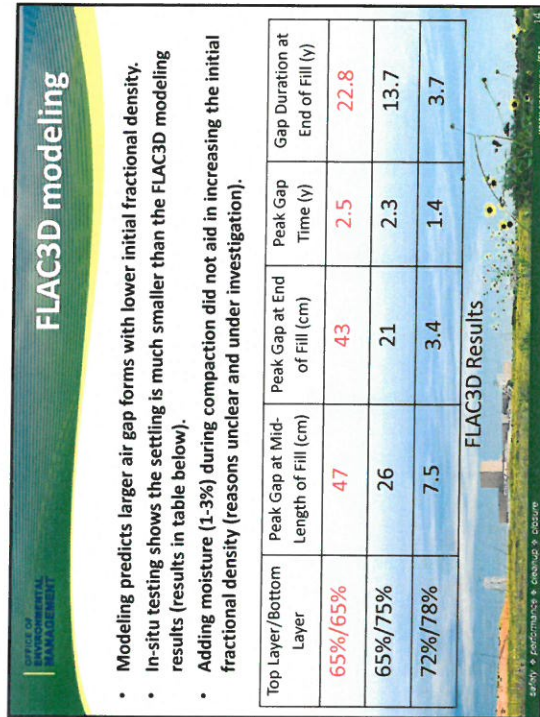 OFFICE OF
ENVIRONMENTAL
MANAGEMENT
FLAC3D modeling
• Modeling predicts larger air gap forms with lower initial fractional density.
• In-situ testing shows the settling is much smaller than the FLAC3D modeling
results (results in table below).
• Adding moisture (1-3%) during compaction did not aid in increasing the initial
fractional density (reasons unclear and under investigation).
Top Layer/Bottom Layer | Peak Gap at Mid-Length of Fill (cm) | Peak Gap at End of Fill (cm) | Peak Gap Time (y) | Gap Duration at End of Fill (y)
65%/65% | 47 | 43 | 2.5 | 22.8
65%/75% | 26 | 21 | 2.3 | 13.7
72%/78% | 7.5 | 3.4 | 1.4 | 3.7
FLAC3D Results
safety ❖ performance ❖ cleanup ❖ closure
14